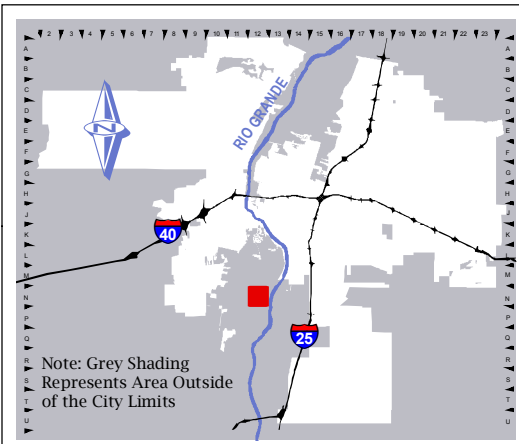 2 3 4 5 6 7 8 9 10 11 12 13 14 15 16 17 18 19 20 21 22 23
A A
B B
C C
D D
E E
F F
G G
H H
J J
K K
L L
M M
N N
P P
Q Q
R R
S S
T T
U U
N
RIO GRANDE
40
25
Note: Grey Shading
Represents Area Outside
of the City Limits